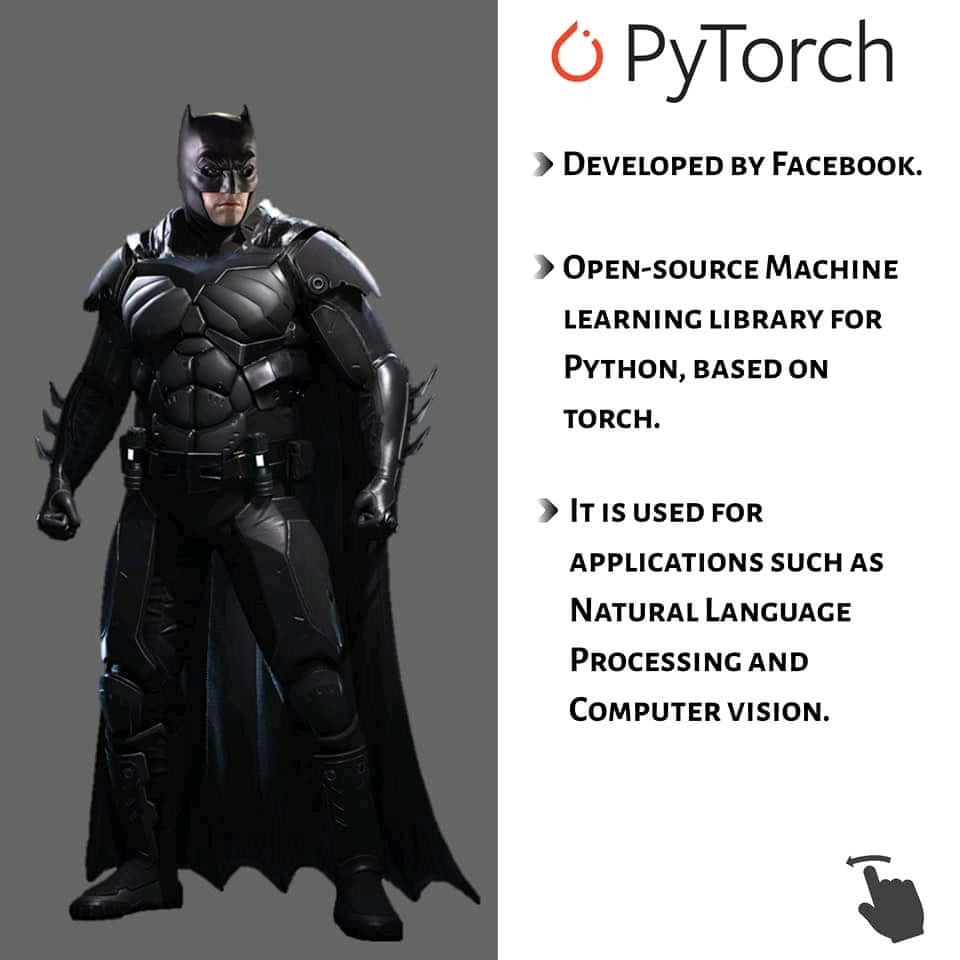 PyTorch
Developed by Facebook.
Open-source Machine
learning library for
Python, based on
torch.
It is used for
applications such as
Natural Language
Processing and
Computer vision.